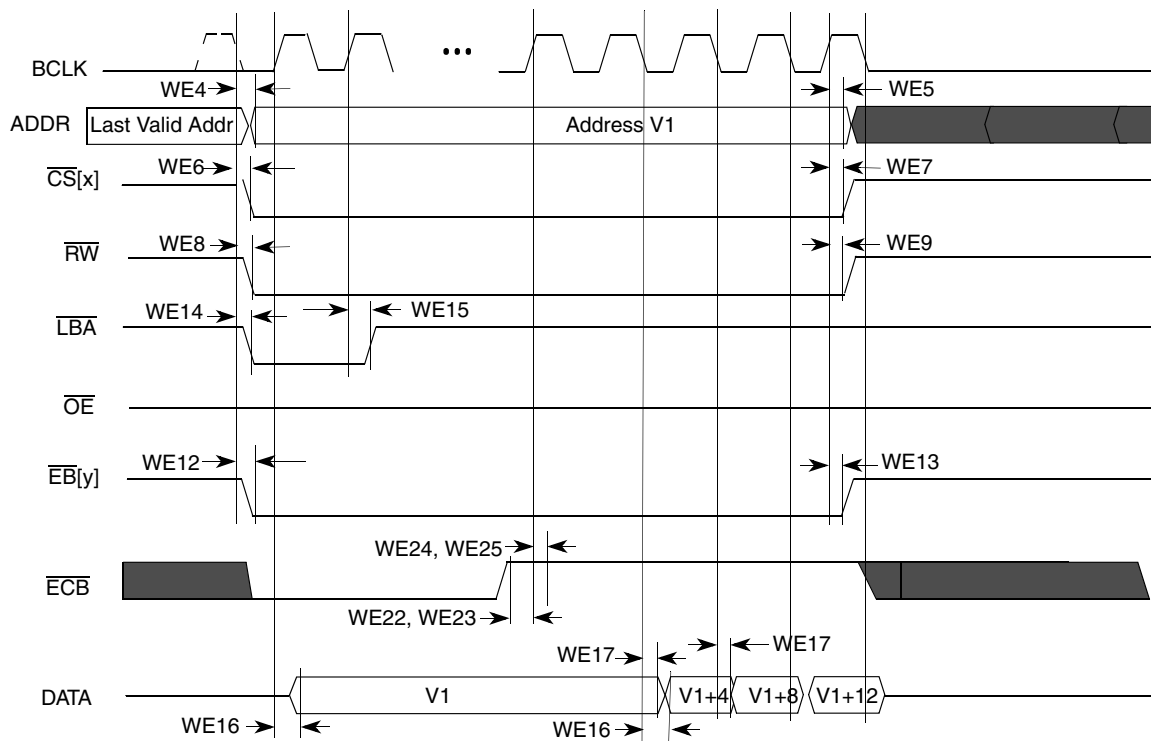 BCLK
•••
WE4
WE5
ADDR
Last Valid Addr
Address V1
WE6
WE7
CS[x]
WE8
WE9
RW
WE14
WE15
LBA
OE
WE12
WE13
EB[y]
WE24, WE25
ECB
WE22, WE23
WE17
WE17
DATA
V1
V1+4
V1+8
V1+12
WE16
WE16